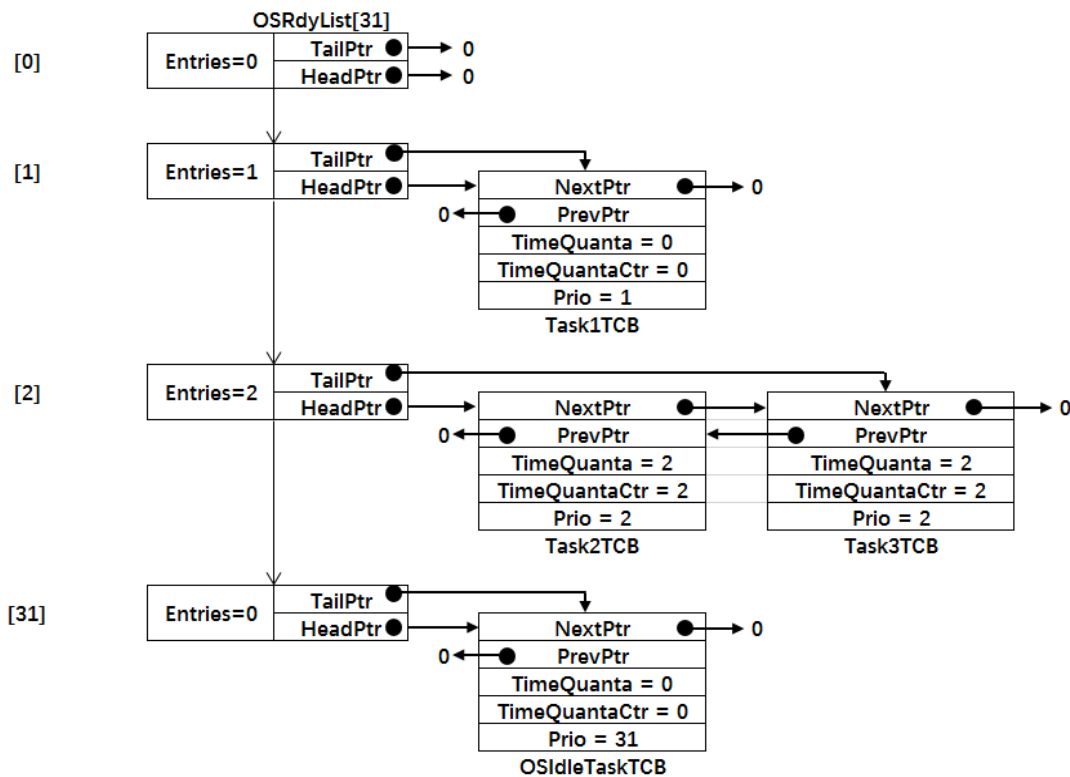 OSRdyList[31]
[0]
Entries=0
TailPtr
0
HeadPtr
0
[1]
Entries=1
TailPtr
HeadPtr
NextPtr
0
0
PrevPtr
TimeQuanta = 0
TimeQuantaCtr = 0
Prio = 1
Task1TCB
[2]
Entries=2
TailPtr
HeadPtr
NextPtr
NextPtr
0
0
PrevPtr
PrevPtr
TimeQuanta = 2
TimeQuanta = 2
TimeQuantaCtr = 2
TimeQuantaCtr = 2
Prio = 2
Prio = 2
Task2TCB
Task3TCB
[31]
Entries=0
TailPtr
HeadPtr
NextPtr
0
0
PrevPtr
TimeQuanta = 0
TimeQuantaCtr = 0
Prio = 31
OSIdleTaskTCB